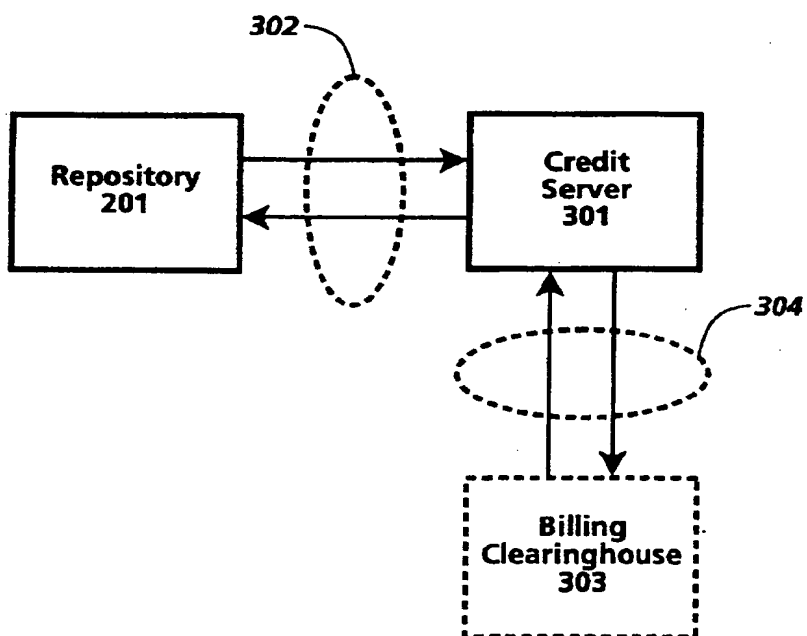 302
Repository
201
Credit
Server
301
304
Billing
Clearinghouse
303